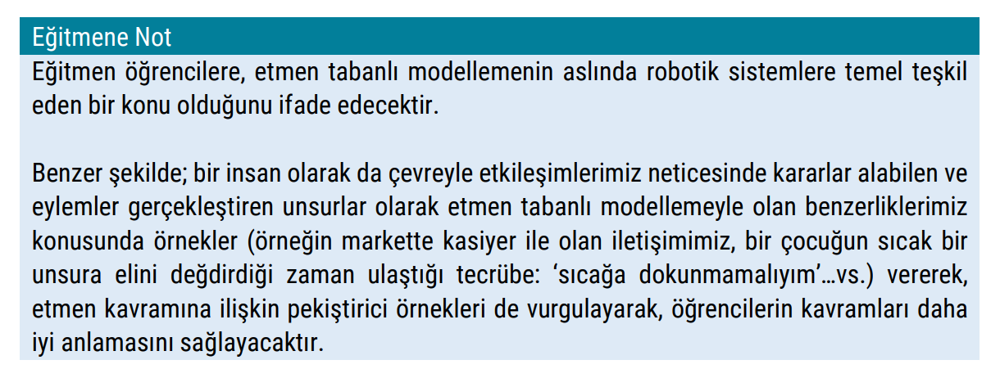 Eğitmene Not
Eğitmen öğrencilere, etmen tabanlı modellemenin aslında robotik sistemlere temel teşkil
eden bir konu olduğunu ifade edecektir.
Benzer şekilde; bir insan olarak da çevreyle etkileşimlerimiz neticesinde kararlar alabilen ve
eylemler gerçekleştiren unsurlar olarak etmen tabanlı modellemeyle olan benzerliklerimiz
konusunda örnekler (örneğin markette kasiyer ile olan iletişimimiz, bir çocuğun sıcak bir
unsura elini değdirdiği zaman ulaştığı tecrübe: ‘sıcağa dokunmamalıyım’...vs.) vererek,
etmen kavramına ilişkin pekiştirici örnekleri de vurgulayarak, öğrencilerin kavramları daha
iyi anlamasını sağlayacaktır.